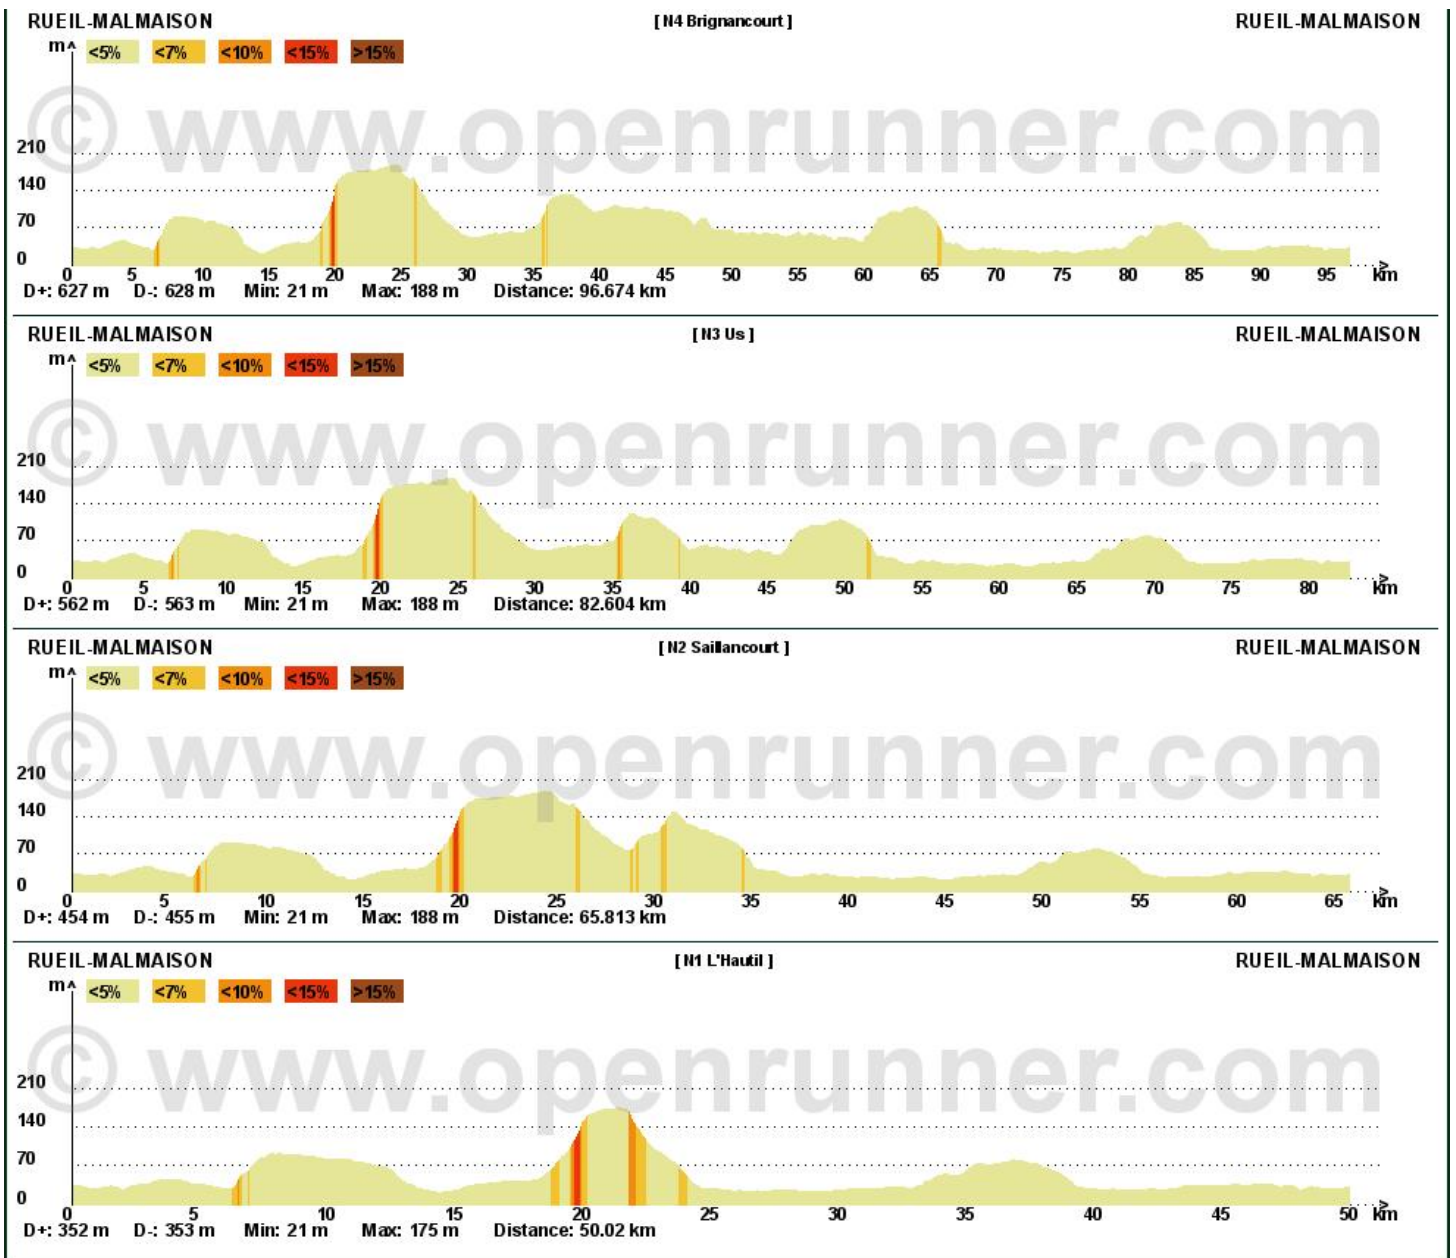 RUEIL-MALMAISON [ N4 Brignancourt ] RUEIL-MALMAISON
m
<5% <7% <10% <15% >15%
© www.openrunner.com
210
140
70
0
0 5 10 15 20 25 30 35 40 45 50 55 60 65 70 75 80 85 90 95 km
D+: 627 m D-: 628 m Min: 21 m Max: 188 m Distance: 96.674 km
RUEIL-MALMAISON [ N3 Us ] RUEIL-MALMAISON
m
<5% <7% <10% <15% >15%
© www.openrunner.com
210
140
70
0
0 5 10 15 20 25 30 35 40 45 50 55 60 65 70 75 80 km
D+: 562 m D-: 563 m Min: 21 m Max: 188 m Distance: 82.604 km
RUEIL-MALMAISON [ N2 Saillancourt ] RUEIL-MALMAISON
m
<5% <7% <10% <15% >15%
© www.openrunner.com
210
140
70
0
0 5 10 15 20 25 30 35 40 45 50 55 60 65 km
D+: 454 m D-: 455 m Min: 21 m Max: 188 m Distance: 65.813 km
RUEIL-MALMAISON [ N1 L'Hautil ] RUEIL-MALMAISON
m
<5% <7% <10% <15% >15%
© www.openrunner.com
210
140
70
0
0 5 10 15 20 25 30 35 40 45 50 km
D+: 352 m D-: 353 m Min: 21 m Max: 175 m Distance: 50.02 km